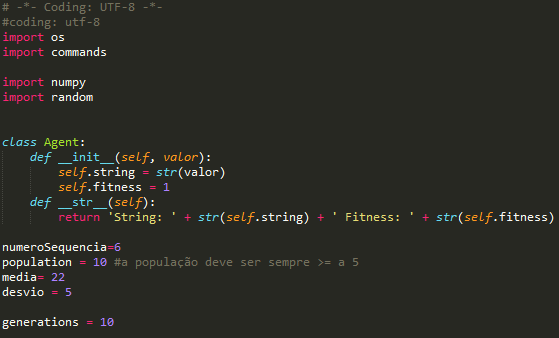 # -*- Coding: UTF-8 -*-
#coding: utf-8
import os
import commands
import numpy
import random
class Agent:
def __init__(self, valor):
self.string = str(valor)
self.fitness = 1
def __str__(self):
return 'String: ' + str(self.string) + ' Fitness: ' + str(self.fitness)
numeroSequencia=6
population = 10 #a população deve ser sempre >= a 5
media= 22
desvio = 5
generations = 10